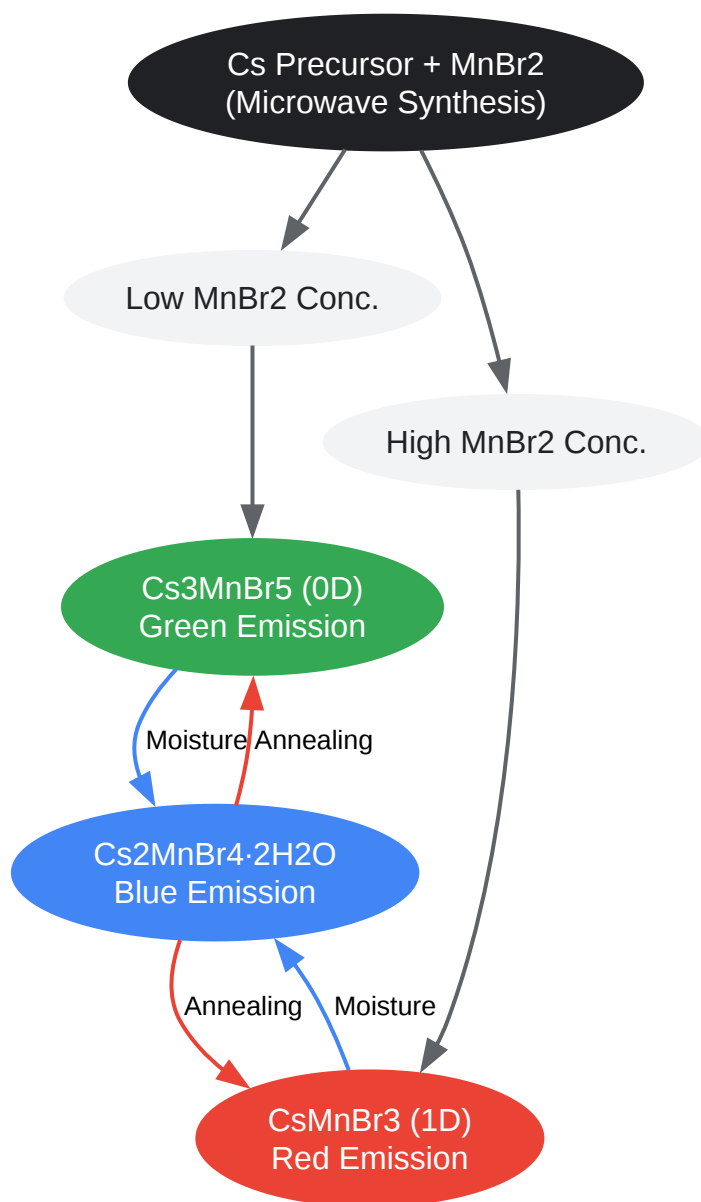 Cs Precursor + MnBr2
(Microwave Synthesis)
Low MnBr2 Conc.
High MnBr2 Conc.
Cs3MnBr5 (0D)
Green Emission
Moisture
Annealing
Cs2MnBr4·2H2O
Blue Emission
Annealing
Moisture
CsMnBr3 (1D)
Red Emission